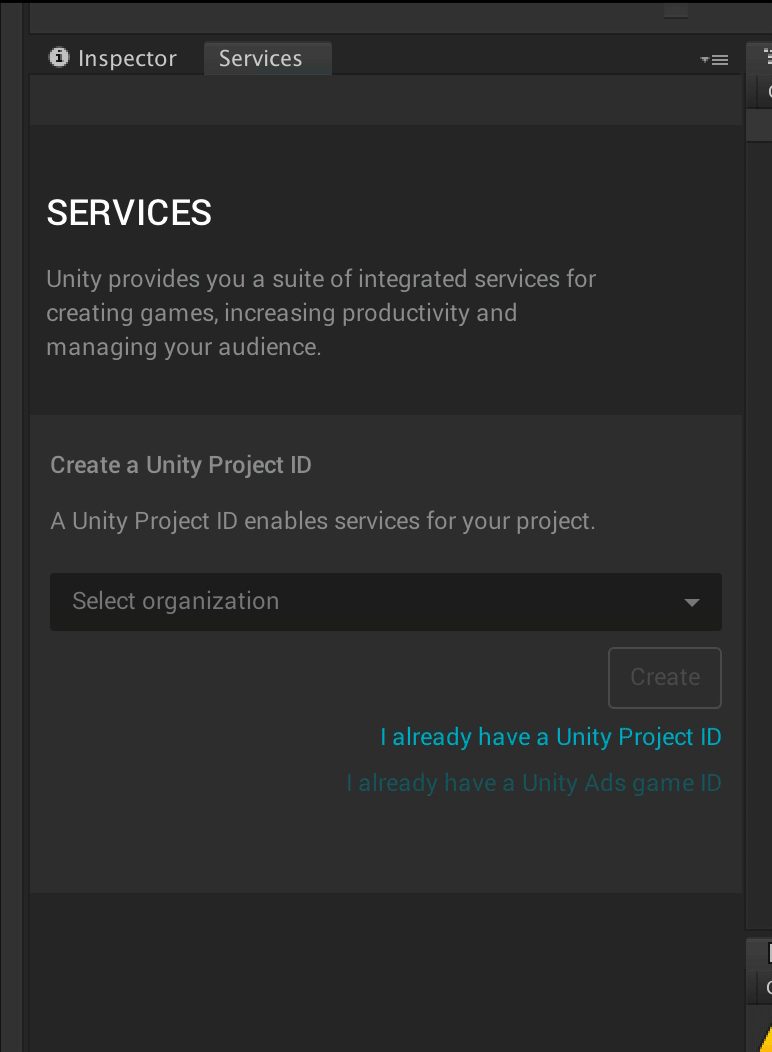 Inspector
Services
SERVICES
Unity provides you a suite of integrated services for
creating games, increasing productivity and
managing your audience.
Create a Unity Project ID
A Unity Project ID enables services for your project.
Select organization
Create
I already have a Unity Project ID
I already have a Unity Ads game ID